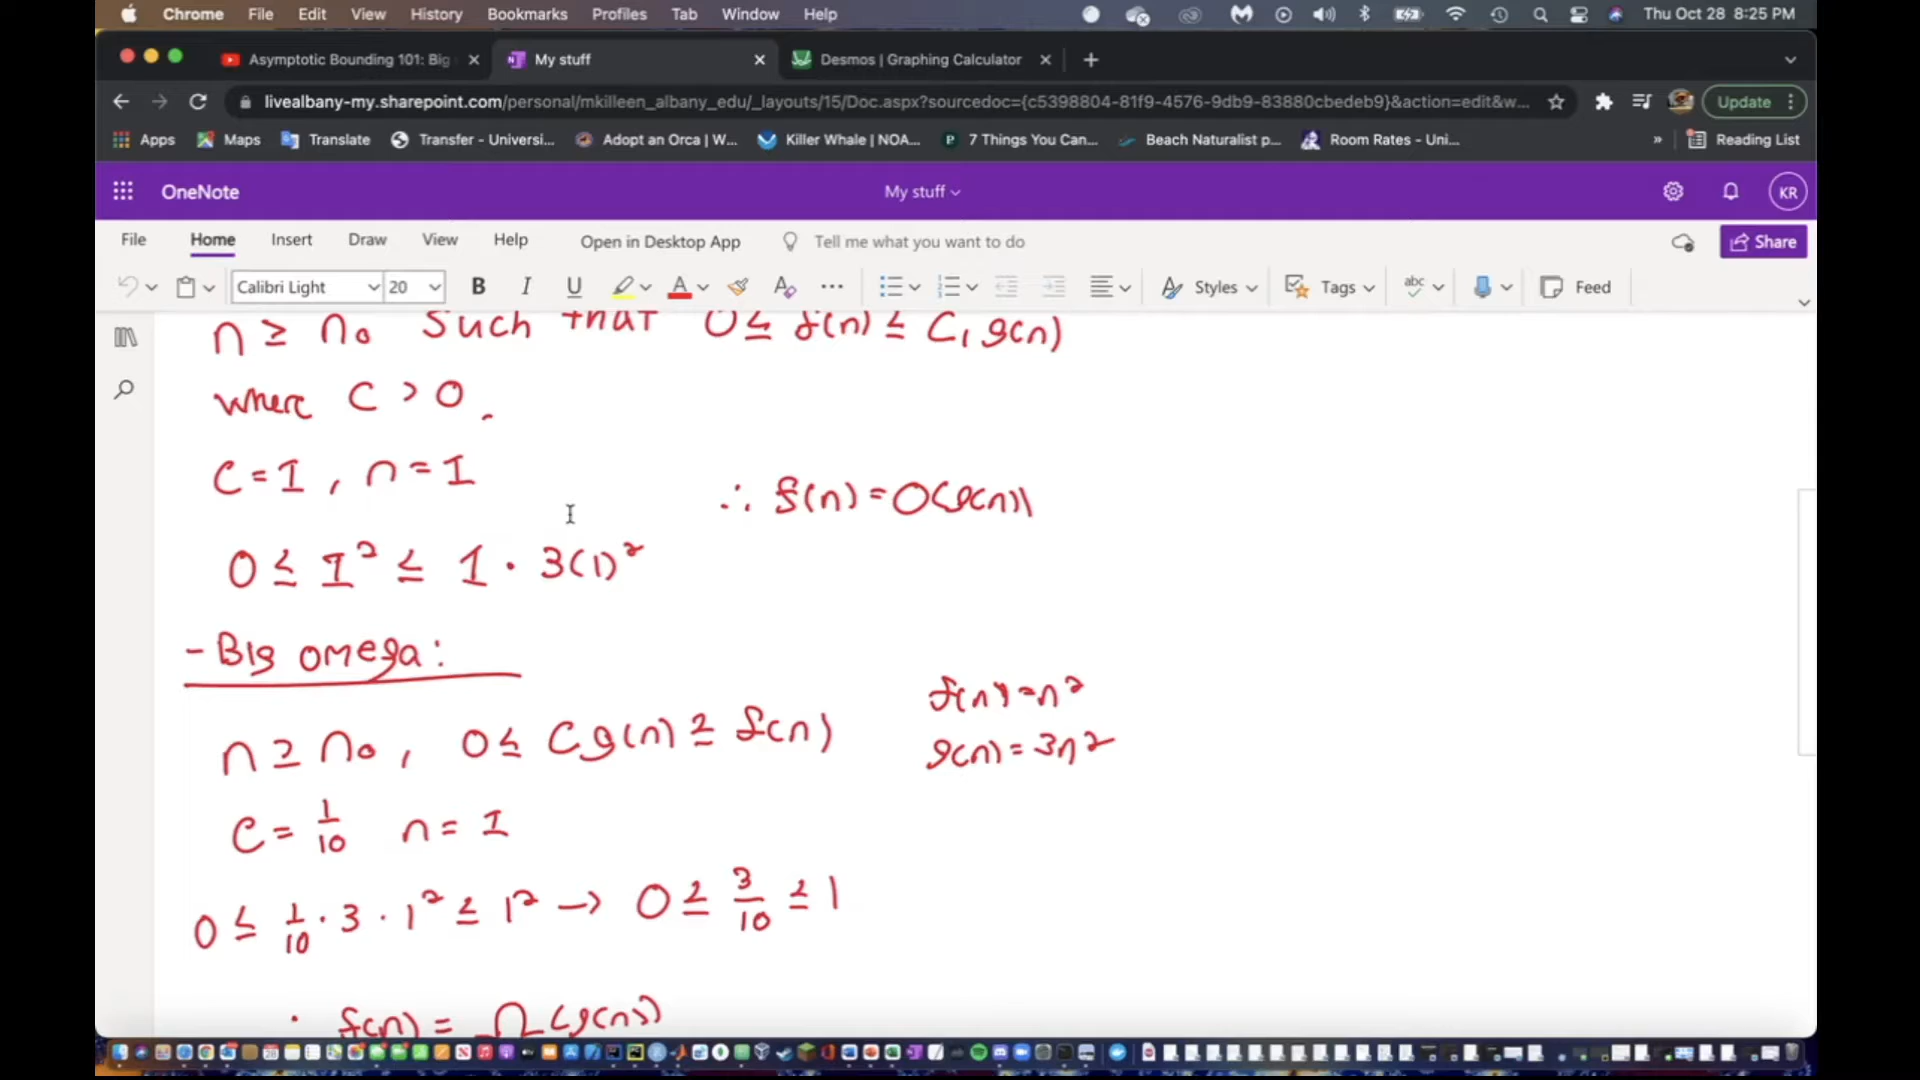 Chrome File Edit View History Bookmarks Profiles Tab Window Help Thu Oct 28 8:25 PM
Asymptotic Bounding 101: Big My stuff Desmos | Graphing Calculator
livealbany-my.sharepoint.com/personal/mkilleen_albany_edu/_layouts/15/Doc.aspx?sourcedoc={c5398804-81f9-4576-9db9-83880cbedeb9}&action=edit&w... Update
Apps Maps Translate Transfer - Universi... Adopt an Orca | W... Killer Whale | NOA... 7 Things You Can... Beach Naturalist p... Room Rates - Uni... » Reading List
OneNote My stuff KR
File Home Insert Draw View Help Open in Desktop App Tell me what you want to do Share
Calibri Light 20 B I U A Styles Tags abc Feed
n ≥ n₀ Such that 0 ≤ f(n) ≤ C₁ g(n)
where C > 0.
C = 1, n = 1
∴ f(n) = O(g(n))
0 ≤ 1² ≤ 1 · 3(1)²
- Big omega:
f(n) = n²
n ≥ n₀, 0 ≤ C g(n) ≤ f(n)
g(n) = 3n²
C = 1/10 n = 1
0 ≤ 1/10 · 3 · 1² ≤ 1² → 0 ≤ 3/10 ≤ 1
f(n) = Ω(g(n))